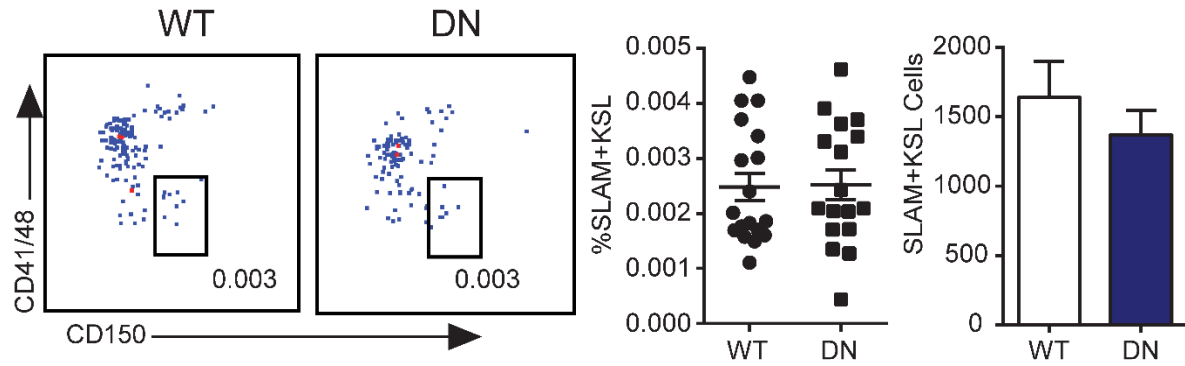 WT
DN
CD41/48
0.003
0.003
CD150
%SLAM+KSL
0.005
0.004
0.003
0.002
0.001
0.000
WT
DN
SLAM+KSL Cells
2000
1500
1000
500
0
WT
DN